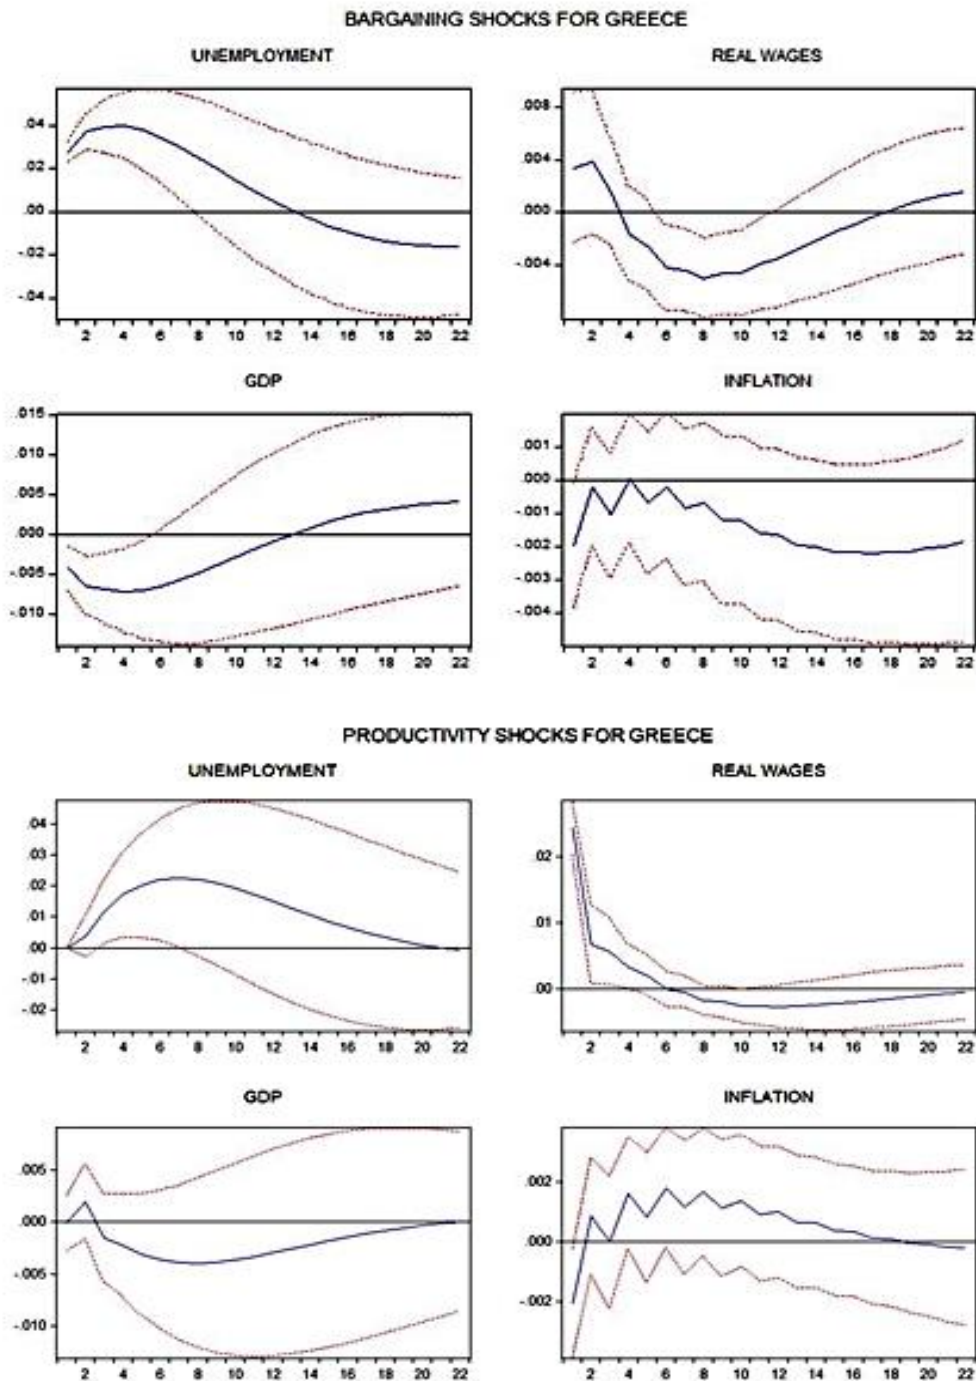 BARGAINING SHOCKS FOR GREECE
UNEMPLOYMENT
.04
.02
.00
-.02
-.04
2 4 6 8 10 12 14 16 18 20 22
REAL WAGES
.008
.004
.000
-.004
2 4 6 8 10 12 14 16 18 20 22
GDP
.015
.010
.005
.000
-.005
-.010
2 4 6 8 10 12 14 16 18 20 22
INFLATION
.001
.000
-.001
-.002
-.003
-.004
2 4 6 8 10 12 14 16 18 20 22
PRODUCTIVITY SHOCKS FOR GREECE
UNEMPLOYMENT
.04
.03
.02
.01
.00
-.01
-.02
2 4 6 8 10 12 14 16 18 20 22
REAL WAGES
.02
.01
.00
2 4 6 8 10 12 14 16 18 20 22
GDP
.005
.000
-.005
-.010
2 4 6 8 10 12 14 16 18 20 22
INFLATION
.002
.000
-.002
2 4 6 8 10 12 14 16 18 20 22